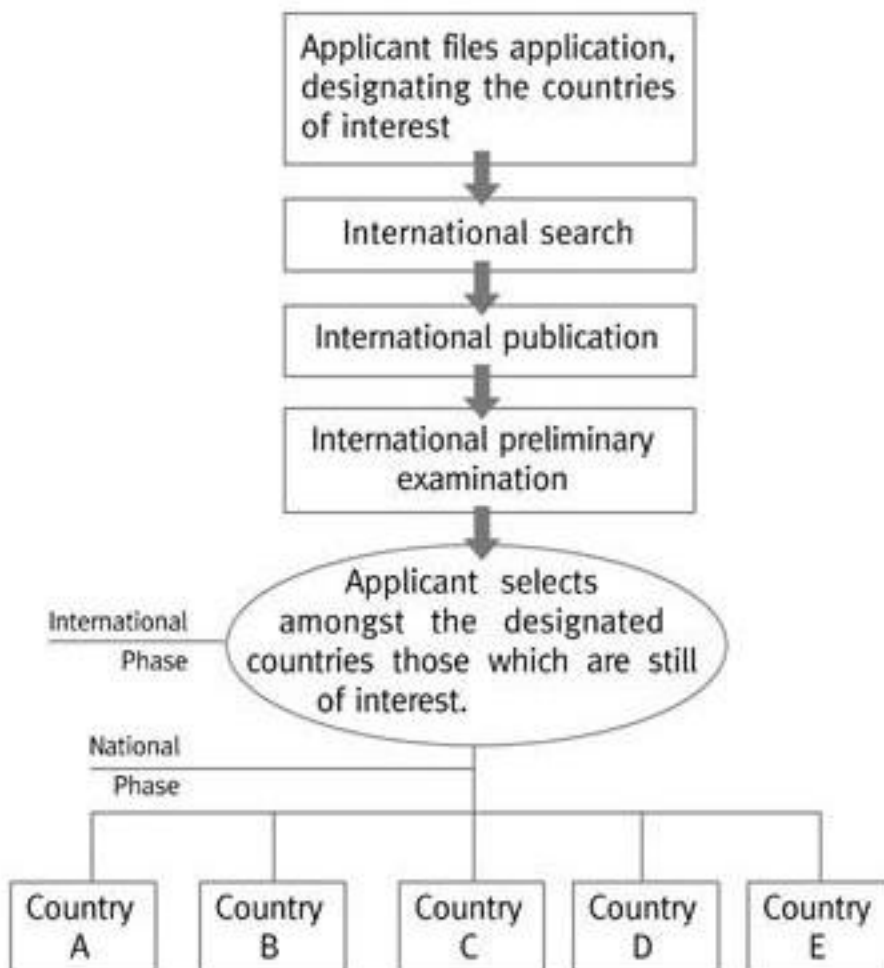 Applicant files application,
designating the countries
of interest
International search
International publication
International preliminary
examination
Applicant selects
amongst the designated
countries those which are still
of interest.
International
Phase
National
Phase
Country
A
Country
B
Country
C
Country
D
Country
E